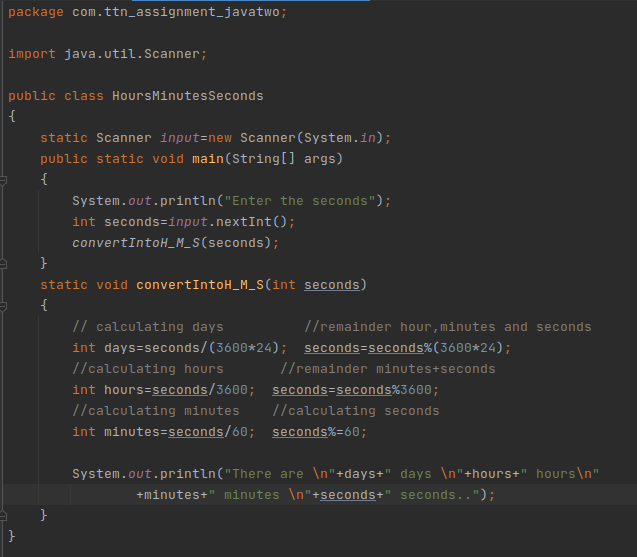 package com.ttn_assignment_javatwo;
import java.util.Scanner;
public class HoursMinutesSeconds
{
static Scanner input=new Scanner(System.in);
public static void main(String[] args)
{
System.out.println("Enter the seconds");
int seconds=input.nextInt();
convertIntoH_M_S(seconds);
}
static void convertIntoH_M_S(int seconds)
{
// calculating days //remainder hour,minutes and seconds
int days=seconds/(3600*24); seconds=seconds%(3600*24);
//calculating hours //remainder minutes+seconds
int hours=seconds/3600; seconds=seconds%3600;
//calculating minutes //calculating seconds
int minutes=seconds/60; seconds%=60;
System.out.println("There are \n"+days+" days \n"+hours+" hours\n"
+minutes+" minutes \n"+seconds+" seconds..");
}
}